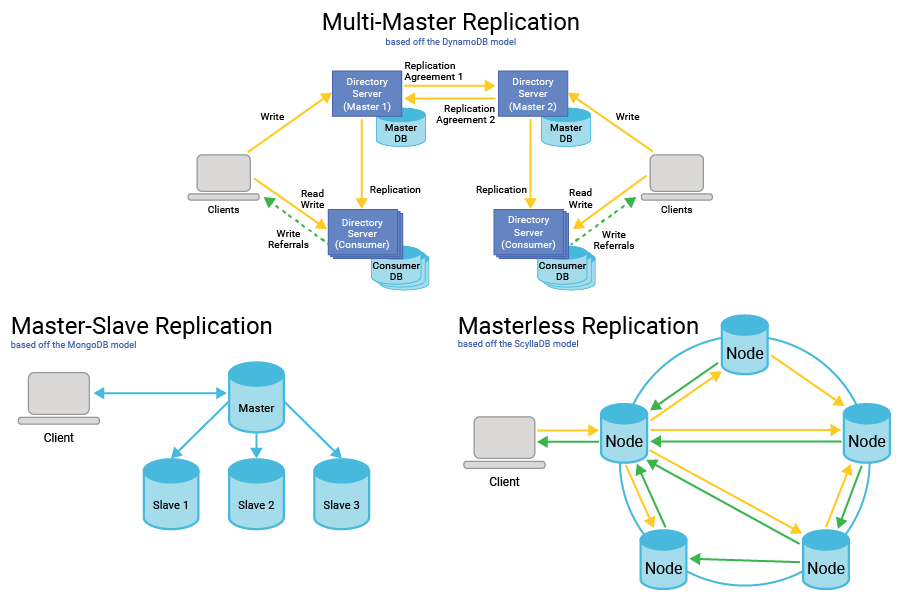 Multi-Master Replication
based off the DynamoDB model
Directory
Server
(Master 1)
Replication
Agreement 1
Replication
Agreement 2
Directory
Server
(Master 2)
Master
DB
Master
DB
Write
Write
Clients
Clients
Read
Write
Replication
Replication
Read
Write
Write
Referrals
Directory
Server
(Consumer)
Directory
Server
(Consumer)
Write
Referrals
Consumer
DB
Consumer
DB
Master-Slave Replication
based off the MongoDB model
Client
Master
Slave 1
Slave 2
Slave 3
Masterless Replication
based off the ScyllaDB model
Node
Node
Node
Client
Node
Node